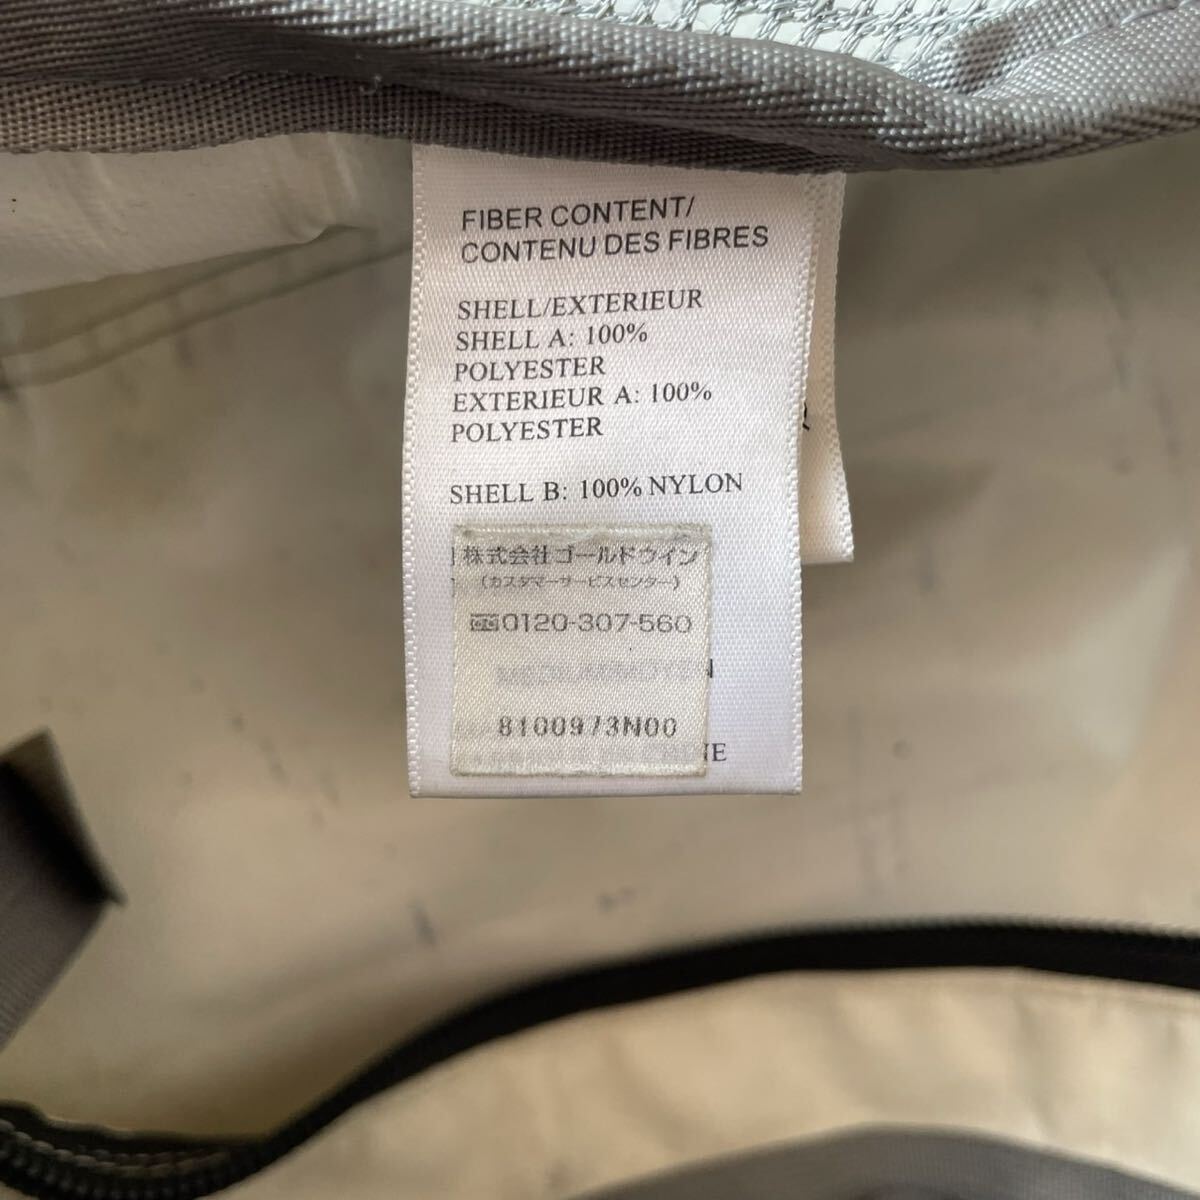 FIBER CONTENT/
CONTENU DES FIBRES
SHELL/EXTERIEUR
SHELL A: 100%
POLYESTER
EXTERIEUR A: 100%
POLYESTER
SHELL B: 100% NYLON
株式会社ゴールドウイン
(カスタマーサービスセンター)
0120-307-560
8100973N00